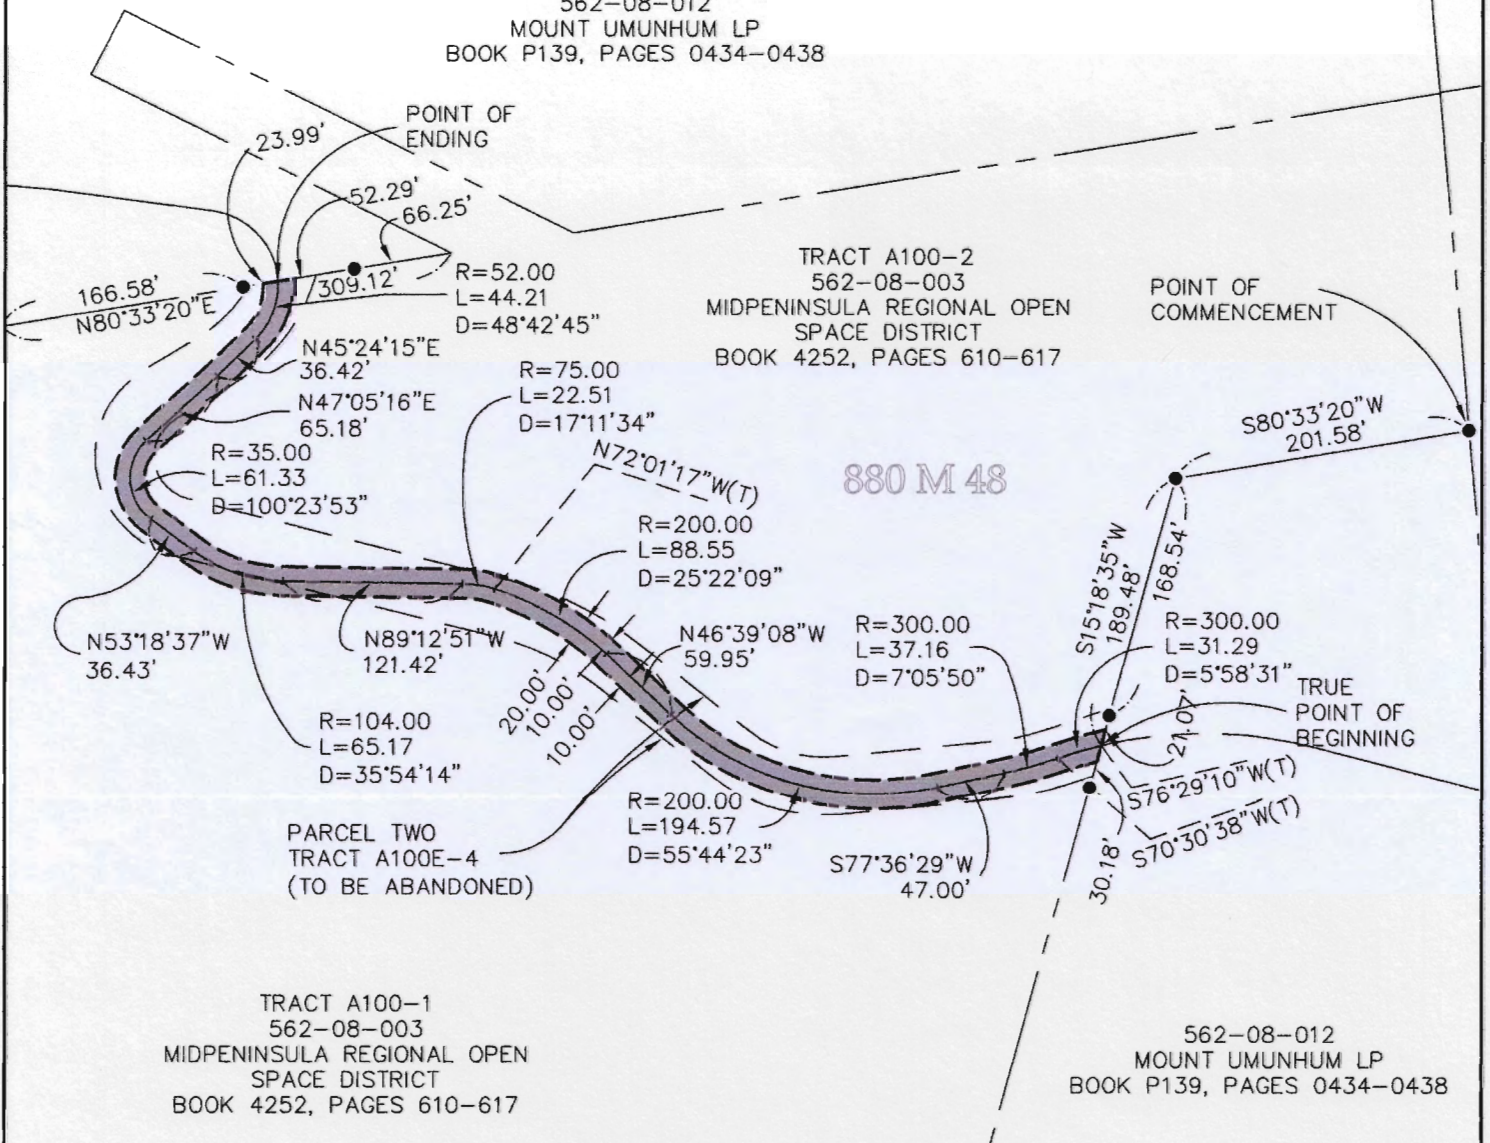 562-08-012
MOUNT UMUNHUM LP
BOOK P139, PAGES 0434-0438
POINT OF
ENDING
23.99'
52.29'
66.25'
309.12'
166.58'
N80°33'20"E
R=52.00
L=44.21
D=48°42'45"
TRACT A100-2
562-08-003
MIDPENINSULA REGIONAL OPEN
SPACE DISTRICT
BOOK 4252, PAGES 610-617
POINT OF
COMMENCEMENT
N45°24'15"E
36.42'
N47°05'16"E
65.18'
R=75.00
L=22.51
D=17°11'34"
S80°33'20"W
201.58'
R=35.00
L=61.33
D=100°23'53"
N72°01'17"W(T)
880 M 48
R=200.00
L=88.55
D=25°22'09"
S15°18'35"W
189.48'
168.54'
N53°18'37"W
36.43'
N89°12'51"W
121.42'
N46°39'08"W
59.95'
R=300.00
L=37.16
D=7°05'50"
R=300.00
L=31.29
D=5°58'31"
TRUE
POINT OF
BEGINNING
21.07'
20.00'
10.00'
10.00'
R=104.00
L=65.17
D=35°54'14"
S76°29'10"W(T)
S70°30'38"W(T)
30.18'
R=200.00
L=194.57
D=55°44'23"
S77°36'29"W
47.00'
PARCEL TWO
TRACT A100E-4
(TO BE ABANDONED)
TRACT A100-1
562-08-003
MIDPENINSULA REGIONAL OPEN
SPACE DISTRICT
BOOK 4252, PAGES 610-617
562-08-012
MOUNT UMUNHUM LP
BOOK P139, PAGES 0434-0438